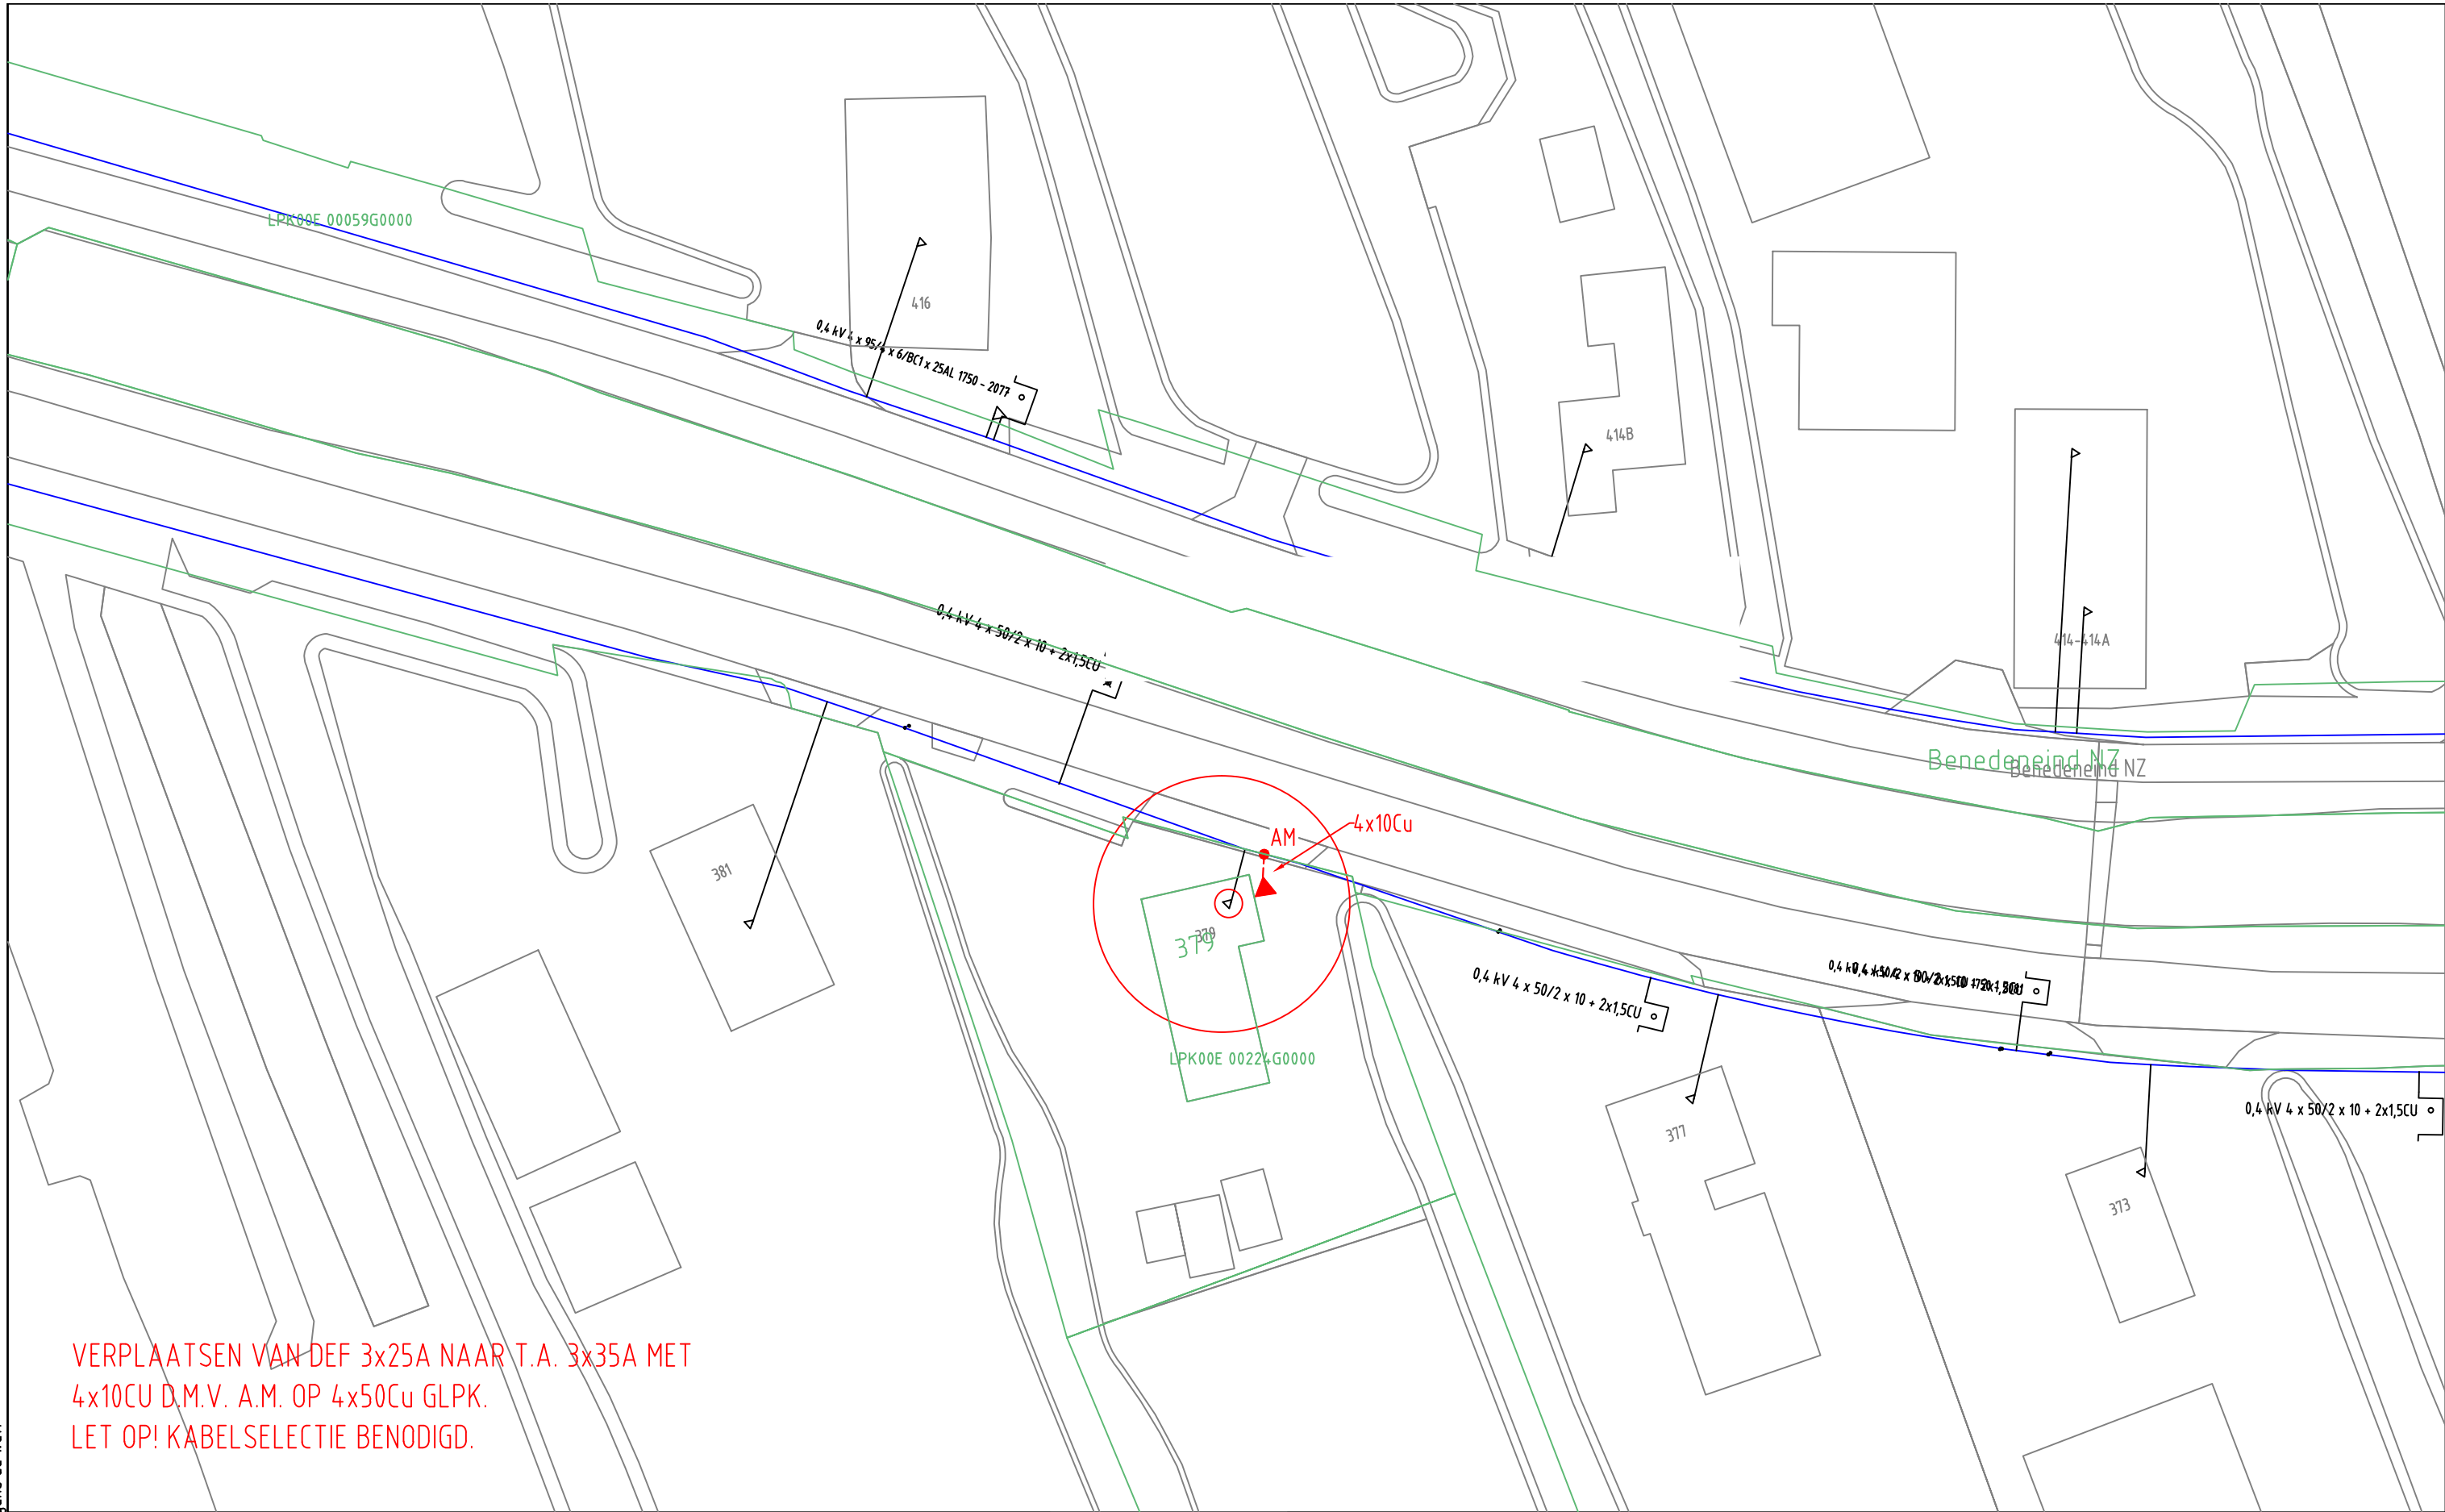 LPK00E 00059G0000
416
0,4 kV 4 x 95/4 x 6/BC1 x 25AL 1750 - 2077
414B
414-414A
0,4 kV 4 x 50/2 x 10 + 2x1,5CU
Benedeneind NZ
Benedeneind NZ
AM
4x10Cu
381
379
379
0,4 kV 4 x 50/2 x 10 + 2x1,5CU
LPK00E 00224G0000
377
0,4 kV 4 x 50/2 x 10 + 2x1,5CU
373
VERPLAATSEN VAN DEF 3x25A NAAR T.A. 3x35A MET
4x10CU D.M.V. A.M. OP 4x50Cu GLPK.
LET OP! KABELSELECTIE BENODIGD.